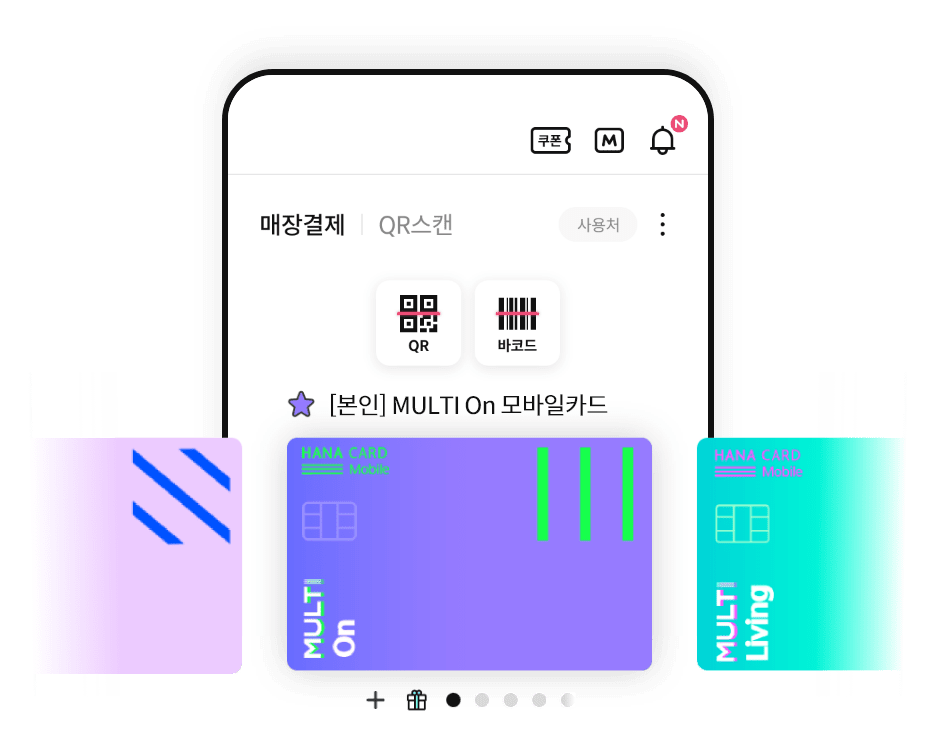 쿠폰 M N
매장결제 QR스캔 사용처
QR 바코드
[본인] MULTI On 모바일카드
HANA CARD
Mobile
MULTI
On
HANA CARD
Mobile
MULTI
Living